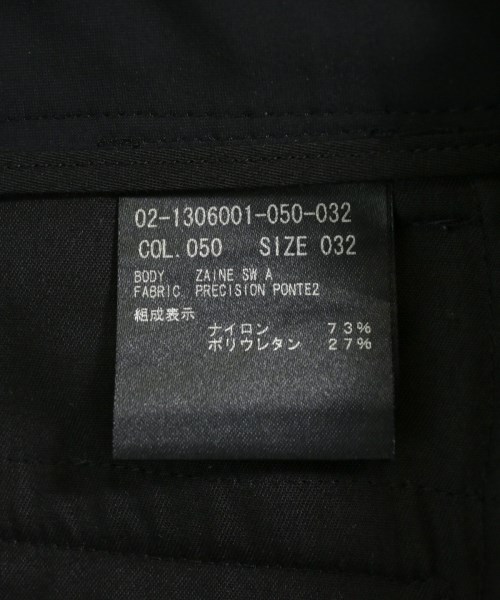 02-1306001-050-032
COL.050 SIZE 032
BODY ZAINE SW A
FABRIC PRECISION PONTE2
組成表示
ナイロン 73%
ポリウレタン 27%